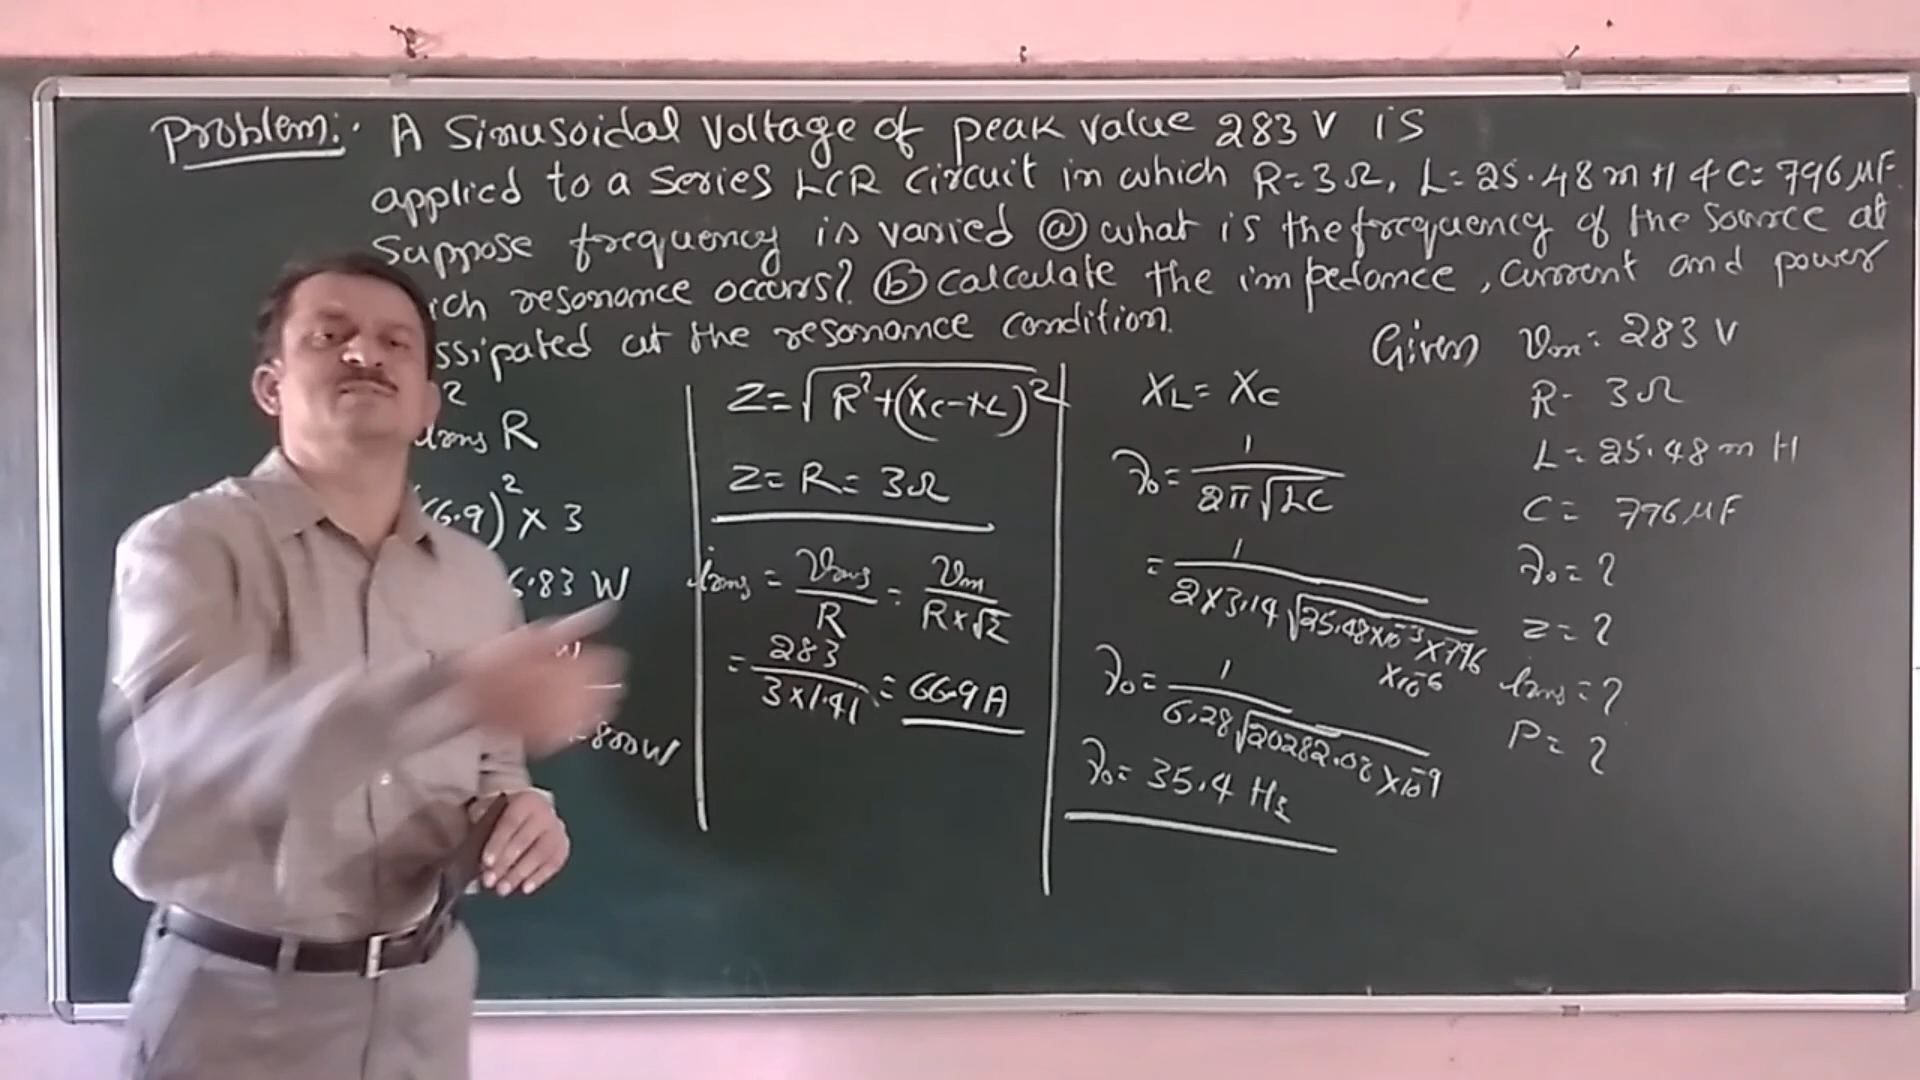 Problem:· A Sinusoidal Voltage of peak value 283 V is
applied to a series LCR circuit in which R=3Ω, L=25.48 mH & C=796 μF.
Suppose frequency is varied ⓐ what is the frequency of the source at
ich resonance occurs? ⓑ Calculate the impedance, current and power
ssipated at the resonance condition.
Given Vm= 283 V
R= 3Ω
L=25.48 m H
C= 796 μF
ν₀= ?
Z= ?
irms = ?
P= ?
2
irms R
6.9)² × 3
6.83 W
800W
Z=√R²+(Xc-XL)²
Z= R= 3Ω
irms = Vrms/R = Vm/R×√2
= 283/3×1.41 = 66.9A
XL= XC
ν₀= 1/2π√LC
= 1/2×3.14√25.48×10⁻³×796×10⁻⁶
ν₀= 1/6.28√20282.08×10⁻⁹
ν₀= 35.4 Hz